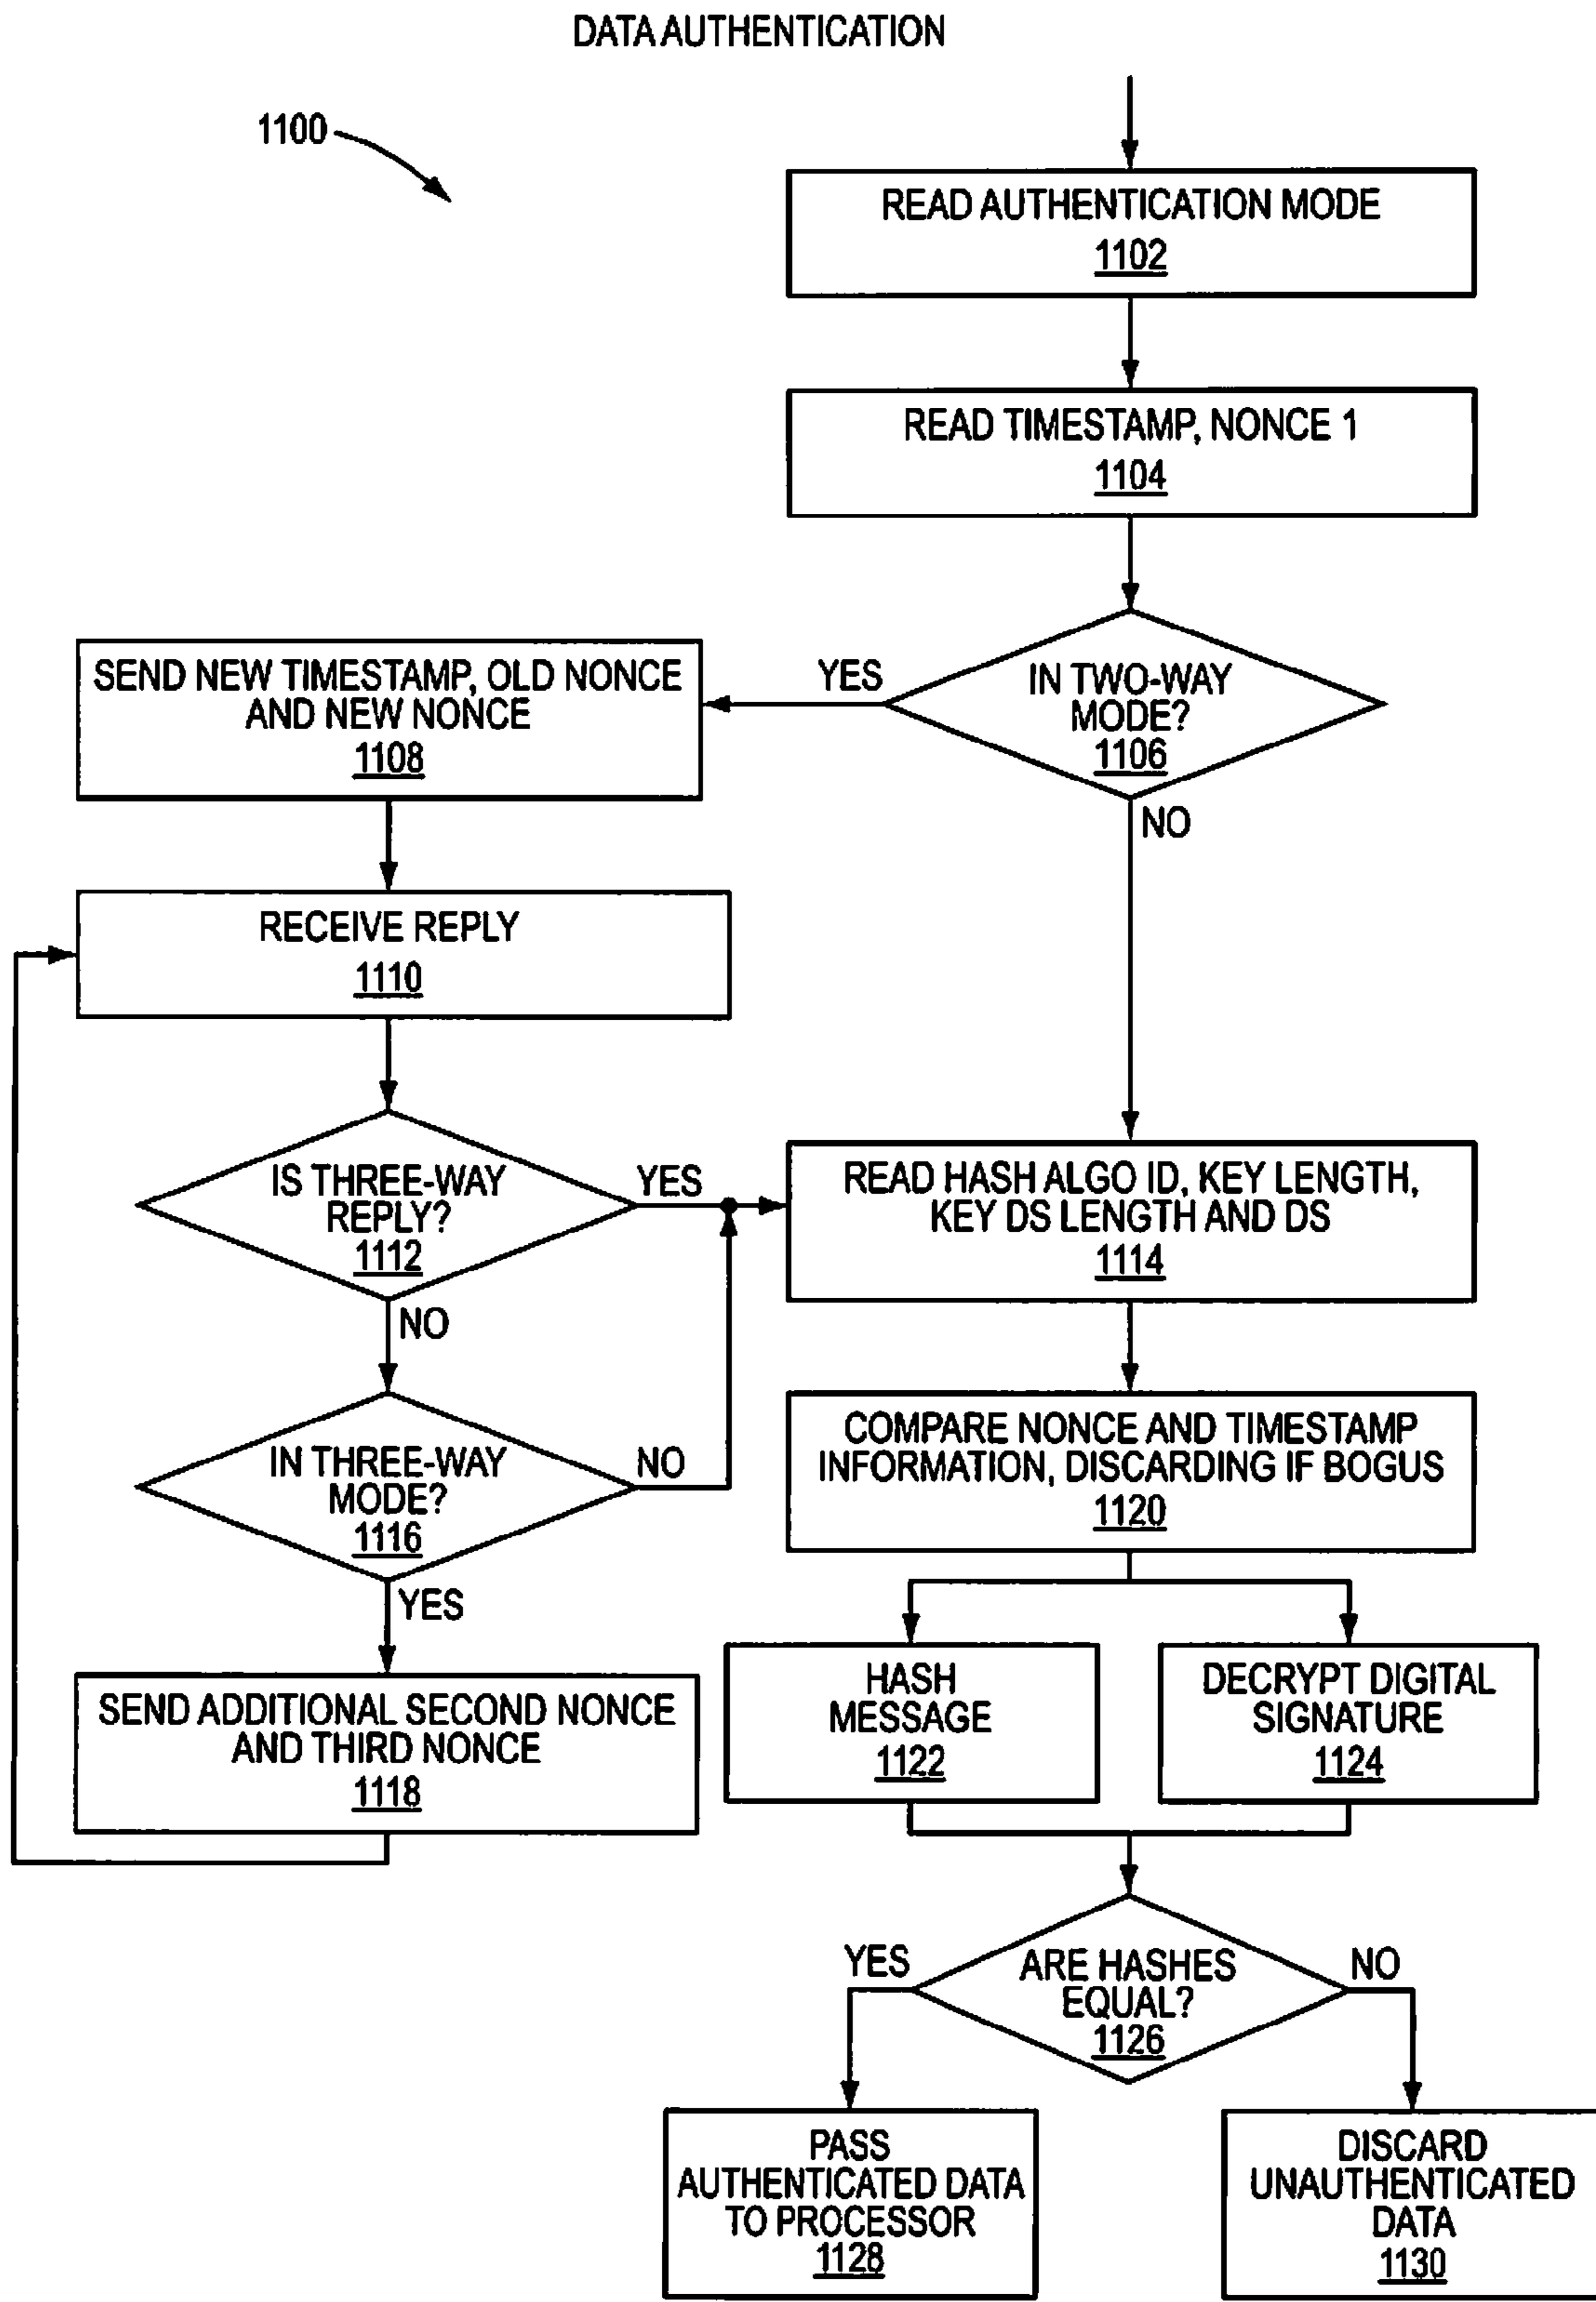 DATA AUTHENTICATION
1100
READ AUTHENTICATION MODE
1102
READ TIMESTAMP, NONCE 1
1104
IN TWO-WAY
MODE?
1106
YES
NO
SEND NEW TIMESTAMP, OLD NONCE
AND NEW NONCE
1108
RECEIVE REPLY
1110
IS THREE-WAY
REPLY?
1112
YES
NO
READ HASH ALGO ID, KEY LENGTH,
KEY DS LENGTH AND DS
1114
IN THREE-WAY
MODE?
1116
NO
YES
COMPARE NONCE AND TIMESTAMP
INFORMATION, DISCARDING IF BOGUS
1120
SEND ADDITIONAL SECOND NONCE
AND THIRD NONCE
1118
HASH
MESSAGE
1122
DECRYPT DIGITAL
SIGNATURE
1124
YES
ARE HASHES
EQUAL?
1126
NO
PASS
AUTHENTICATED DATA
TO PROCESSOR
1128
DISCARD
UNAUTHENTICATED
DATA
1130